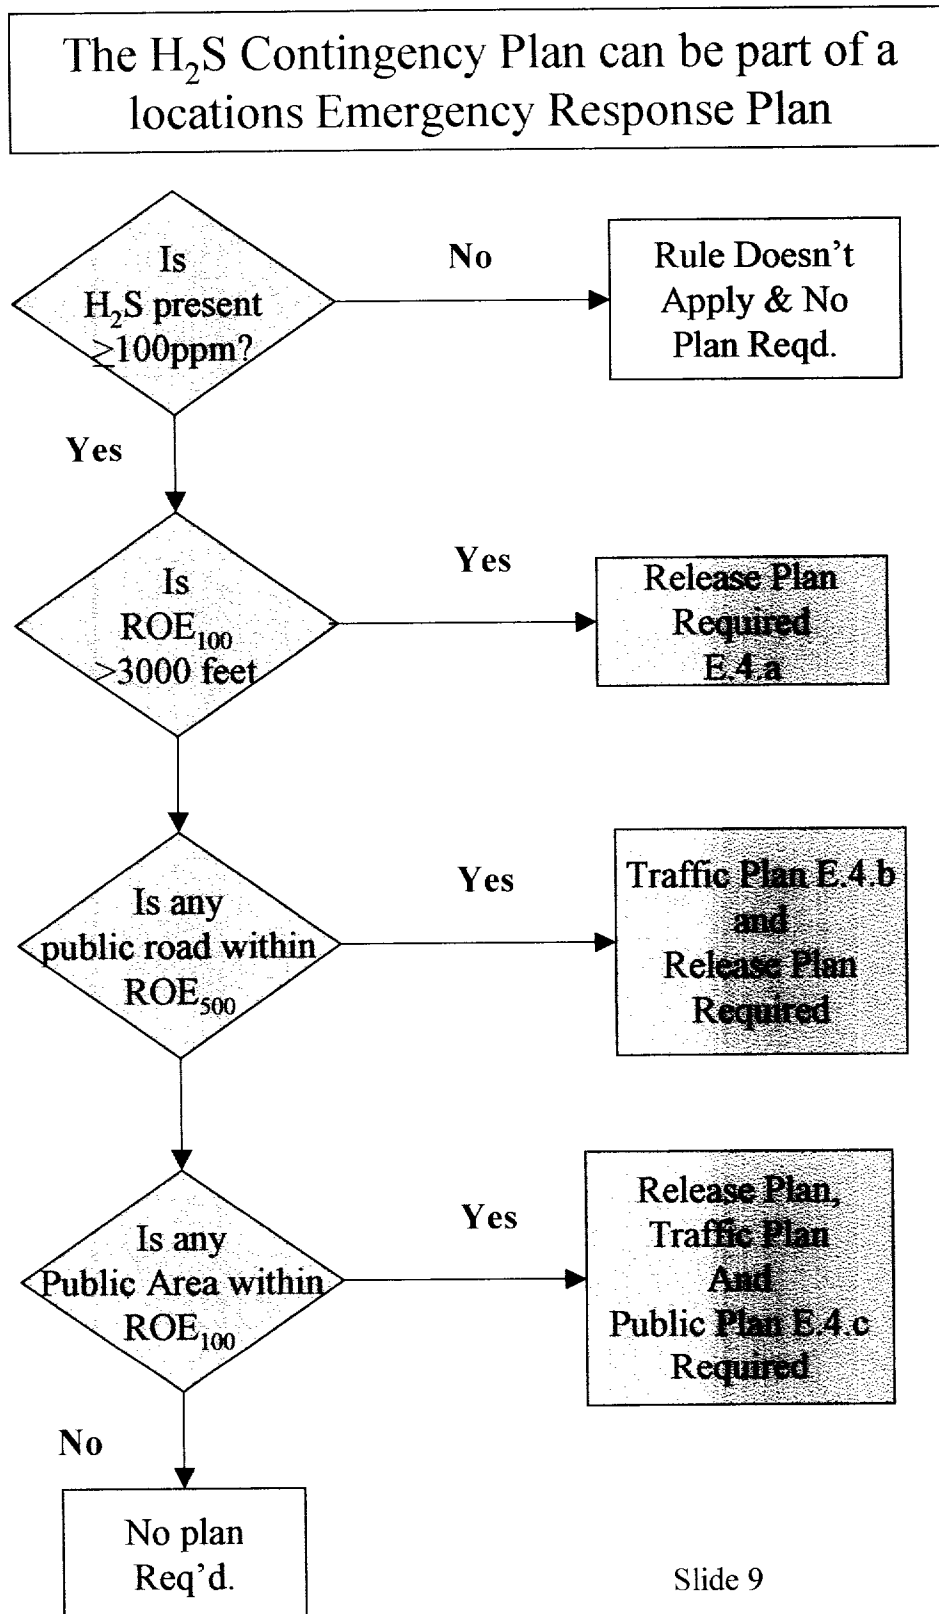 The H₂S Contingency Plan can be part of a
locations Emergency Response Plan
Is
H₂S present
≥100ppm?
No
Rule Doesn't
Apply & No
Plan Reqd.
Yes
Is
ROE₁₀₀
>3000 feet
Yes
Release Plan
Required
E.4.a
Is any
public road within
ROE₅₀₀
Yes
Traffic Plan E.4.b
and
Release Plan
Required
Is any
Public Area within
ROE₁₀₀
Yes
Release Plan,
Traffic Plan
And
Public Plan E.4.c
Required
No
No plan
Req'd.
Slide 9